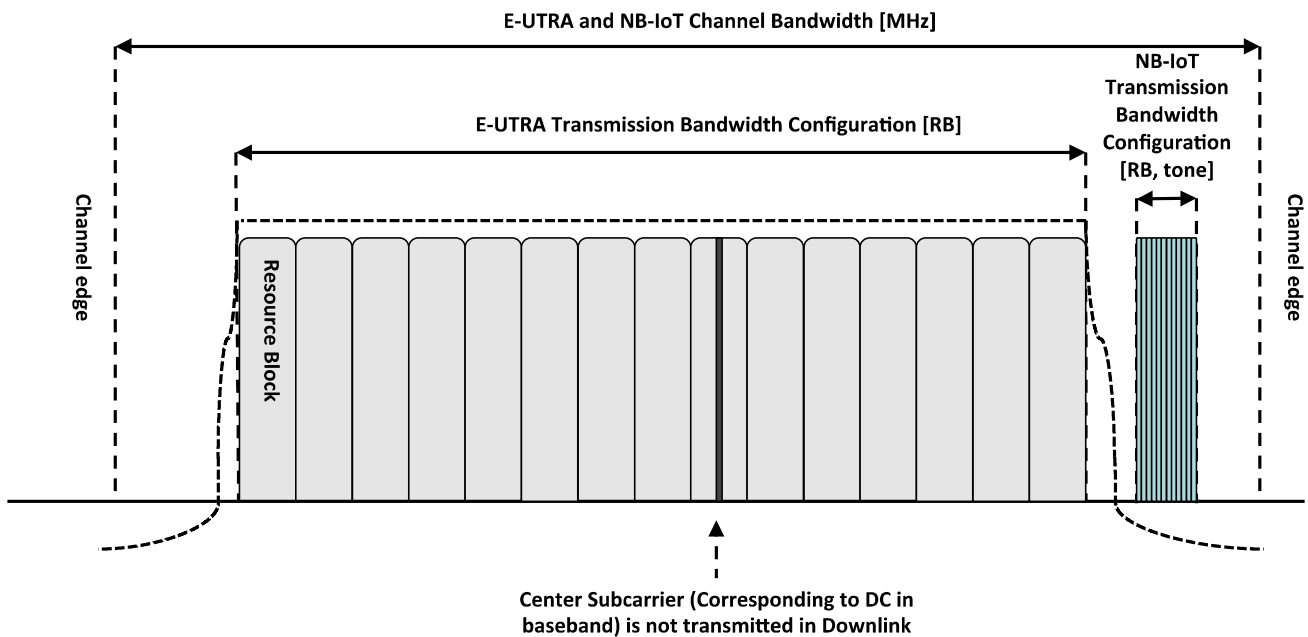 E-UTRA and NB-IoT Channel Bandwidth [MHz]
NB-IoT
Transmission
Bandwidth
Configuration
[RB, tone]
E-UTRA Transmission Bandwidth Configuration [RB]
Channel edge
Resource Block
Channel edge
Center Subcarrier (Corresponding to DC in
baseband) is not transmitted in Downlink